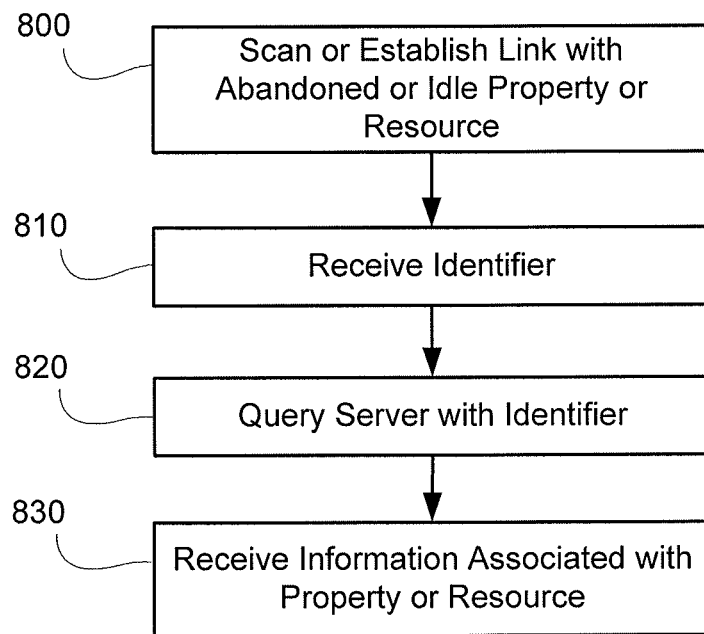 800
Scan or Establish Link with
Abandoned or Idle Property or
Resource
810
Receive Identifier
820
Query Server with Identifier
830
Receive Information Associated with
Property or Resource